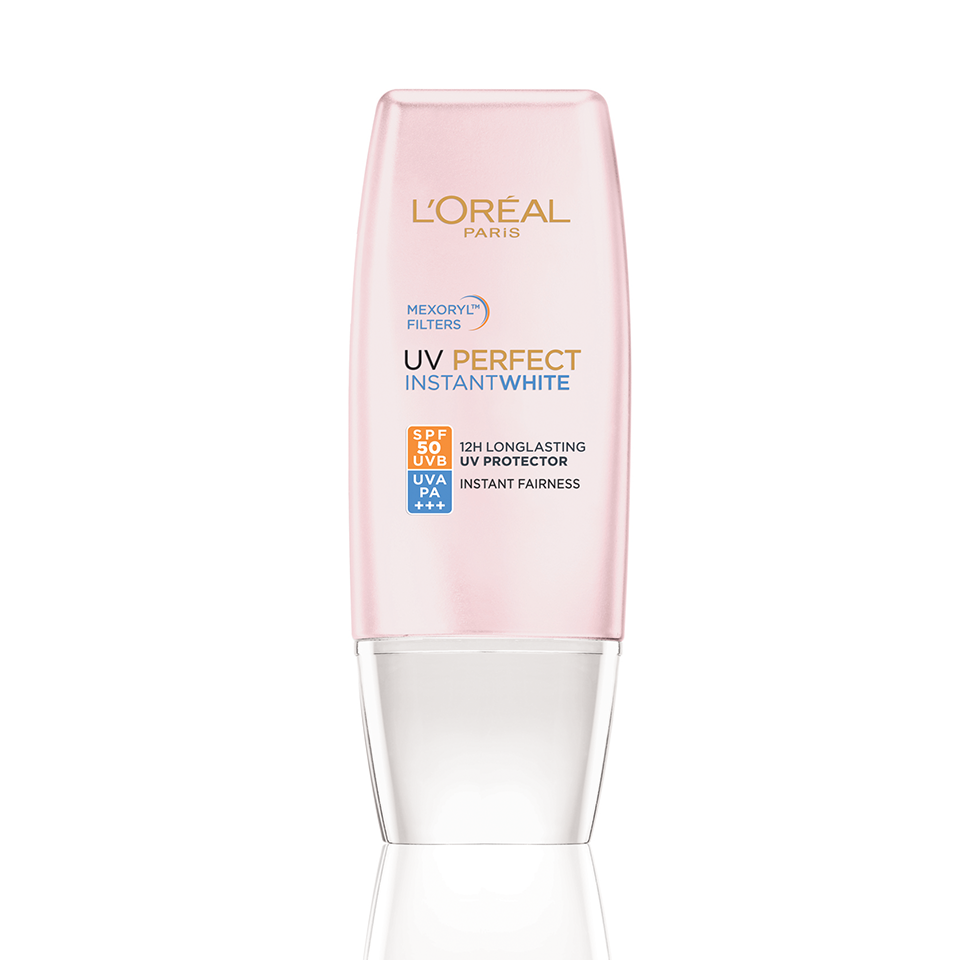 L'ORÉAL
PARiS
MEXORYL™
FILTERS
UV PERFECT
INSTANTWHITE
SPF
50
UVB
UVA
PA
+++
12H LONGLASTING
UV PROTECTOR
INSTANT FAIRNESS